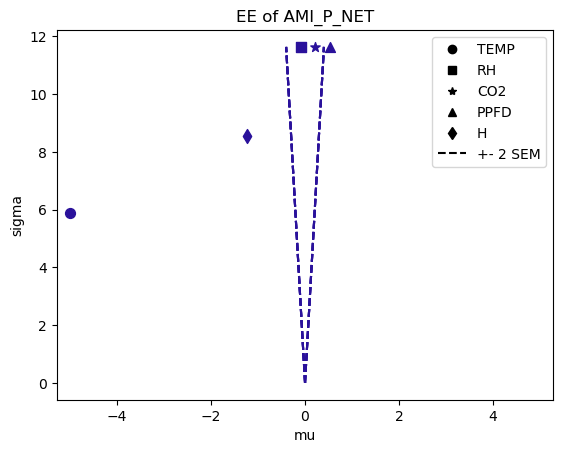 EE of AMI_P_NET
12
10
8
6
4
2
0
sigma
−4
−2
0
2
4
mu
TEMP
RH
CO2
PPFD
H
+- 2 SEM